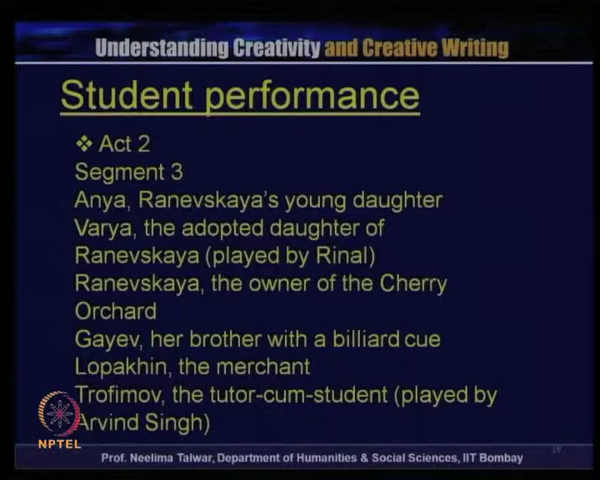 Understanding Creativity and Creative Writing
Student performance
❖ Act 2
Segment 3
Anya, Ranevskaya's young daughter
Varya, the adopted daughter of
Ranevskaya (played by Rinal)
Ranevskaya, the owner of the Cherry
Orchard
Gayev, her brother with a billiard cue
Lopakhin, the merchant
Trofimov, the tutor-cum-student (played by
Arvind Singh)
NPTEL
Prof. Neelima Talwar, Department of Humanities & Social Sciences, IIT Bombay